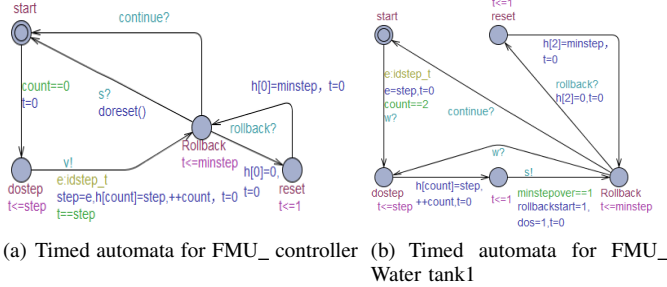 start
continue?
count==0
t=0
s?
doreset()
h[0]=minstep, t=0
rollback?
Rollback
t<=minstep
v!
e:idstep_t
step=e,h[count]=step,++count, t=0
t==step
dostep
t<=step
h[0]=0,
t=0
reset
t<=1
(a) Timed automata for FMU_ controller
start
t<=1
reset
h[2]=minstep,
t=0
e:idstep_t
e=step,t=0
count==2
w?
continue?
rollback?
h[2]=0,t=0
w?
dostep
t<=step
h[count]=step,
++count,t=0
t<=1
s!
minstepover==1
rollbackstart=1,
dos=1,t=0
Rollback
t<=minstep
(b) Timed automata for FMU_
Water tank1